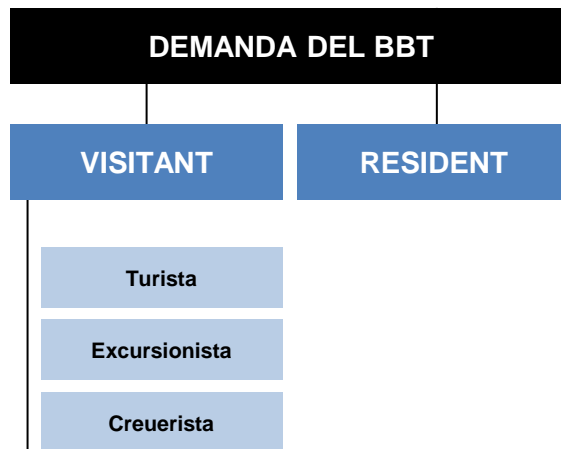 DEMANDA DEL BBT
VISITANT
RESIDENT
Turista
Excursionista
Creuerista